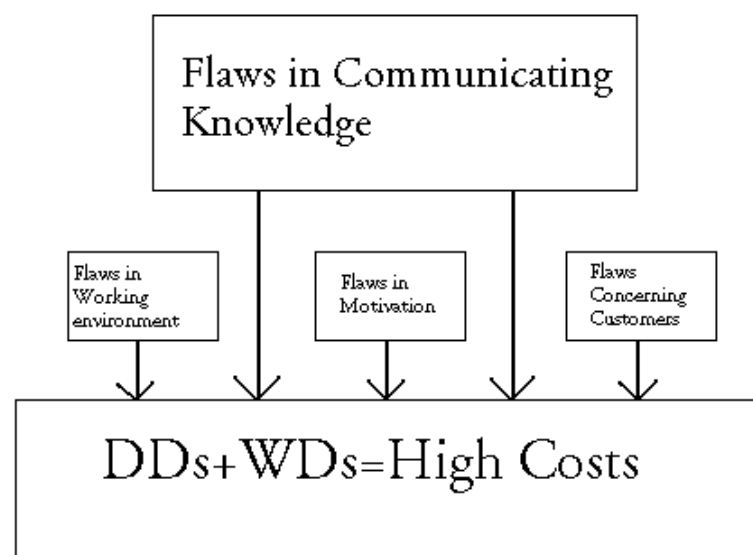 Flaws in Communicating
Knowledge
Flaws in
Working
environment
Flaws in
Motivation
Flaws
Concerning
Customers
DDs+WDs=High Costs